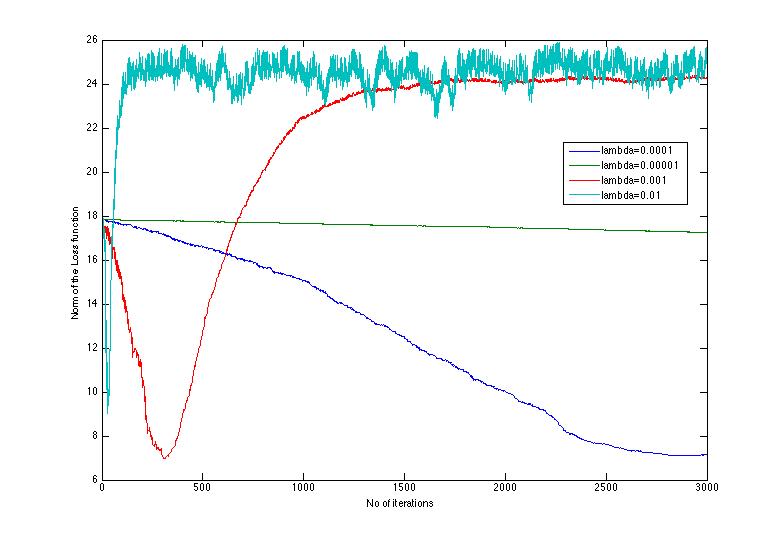 26
24
22
20
18
16
14
12
10
8
6
Norm of the Loss function
lambda=0.0001
lambda=0.00001
lambda=0.001
lambda=0.01
0 500 1000 1500 2000 2500 3000
No of iterations